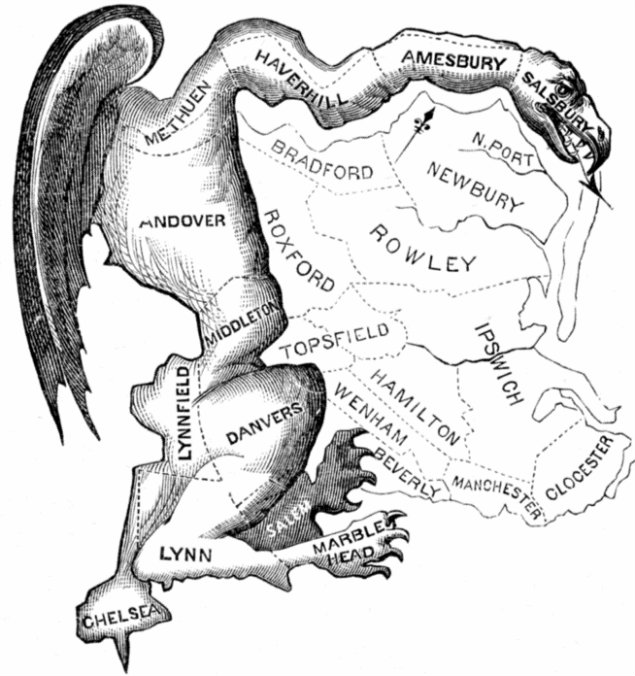 HAVERHILL
AMESBURY
SALSBURY
METHUEN
N. PORT
BRADFORD
NEWBURY
ANDOVER
ROXFORD
ROWLEY
MIDDLETON
TOPSFIELD
IPSWICH
LYNNFIELD
DANVERS
HAMILTON
WENHAM
BEVERLY
MANCHESTER
CLOCESTER
SALEM
LYNN
MARBLE
HEAD
CHELSEA